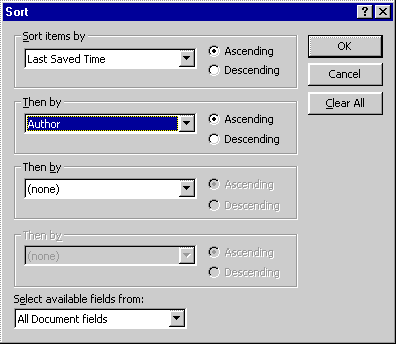 Sort
Sort items by
Last Saved Time
Ascending
Descending
OK
Cancel
Clear All
Then by
Author
Ascending
Descending
Then by
(none)
Ascending
Descending
Then by
(none)
Ascending
Descending
Select available fields from:
All Document fields